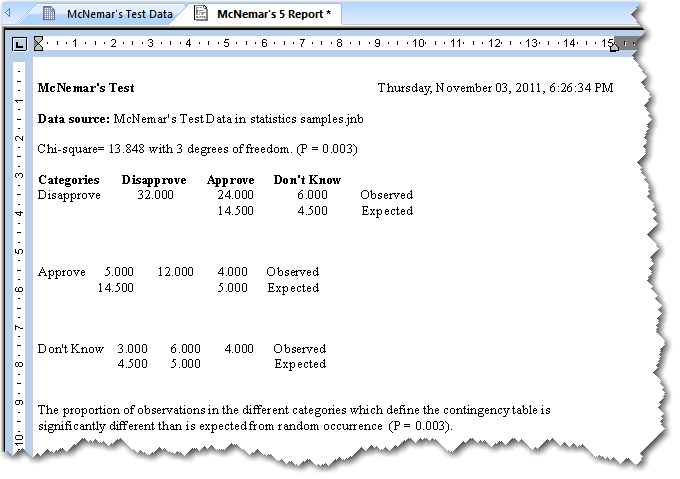 McNemar's Test Data McNemar's 5 Report *
1 2 3 4 5 6 7 8 9 10 11 12 13 14 15
McNemar's Test Thursday, November 03, 2011, 6:26:34 PM
Data source: McNemar's Test Data in statistics samples.jnb
Chi-square= 13.848 with 3 degrees of freedom. (P = 0.003)
Categories Disapprove Approve Don't Know
Disapprove 32.000 24.000 6.000 Observed
14.500 4.500 Expected
Approve 5.000 12.000 4.000 Observed
14.500 5.000 Expected
Don't Know 3.000 6.000 4.000 Observed
4.500 5.000 Expected
The proportion of observations in the different categories which define the contingency table is
significantly different than is expected from random occurrence (P = 0.003).
1
2
3
4
5
6
7
8
9
10